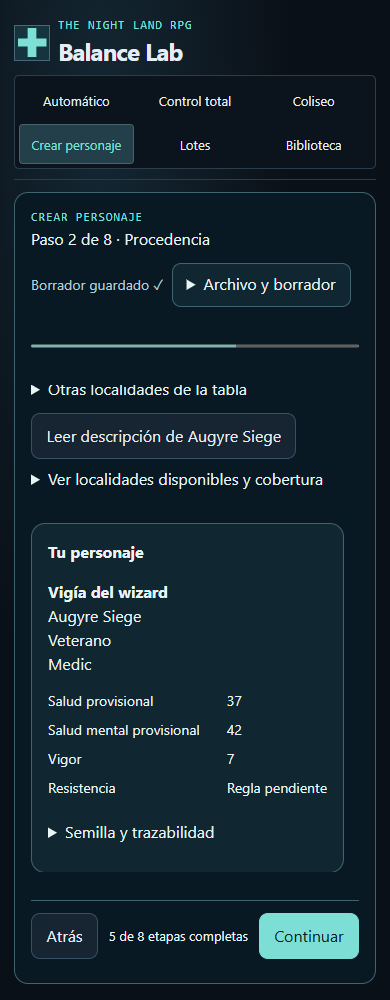 THE NIGHT LAND RPG
Balance Lab
Automático
Control total
Coliseo
Crear personaje
Lotes
Biblioteca
CREAR PERSONAJE
Paso 2 de 8 · Procedencia
Borrador guardado ✓
▶ Archivo y borrador
▶ Otras localidades de la tabla
Leer descripción de Augyre Siege
▶ Ver localidades disponibles y cobertura
Tu personaje
Vigía del wizard
Augyre Siege
Veterano
Medic
Salud provisional 37
Salud mental provisional 42
Vigor 7
Resistencia Regla pendiente
▶ Semilla y trazabilidad
Atrás
5 de 8 etapas completas
Continuar